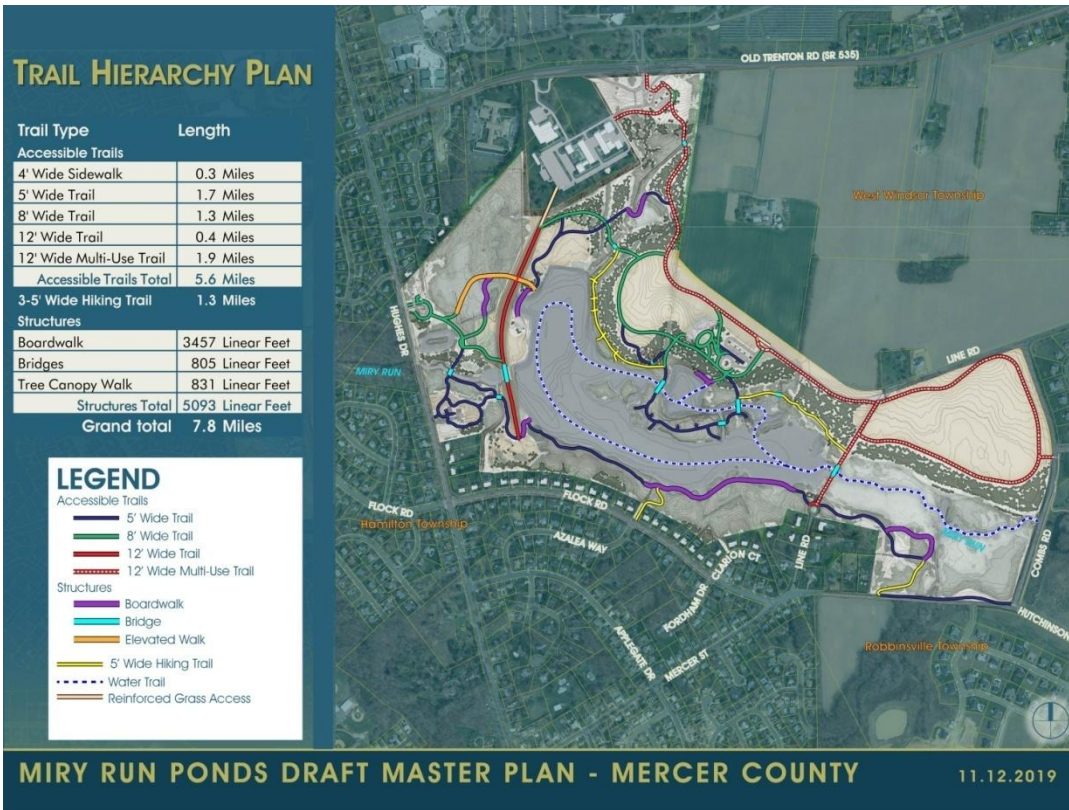 TRAIL HIERARCHY PLAN
Trail Type Length
Accessible Trails
4' Wide Sidewalk 0.3 Miles
5' Wide Trail 1.7 Miles
8' Wide Trail 1.3 Miles
12' Wide Trail 0.4 Miles
12' Wide Multi-Use Trail 1.9 Miles
Accessible Trails Total 5.6 Miles
3-5' Wide Hiking Trail 1.3 Miles
Structures
Boardwalk 3457 Linear Feet
Bridges 805 Linear Feet
Tree Canopy Walk 831 Linear Feet
Structures Total 5093 Linear Feet
Grand total 7.8 Miles
LEGEND
Accessible Trails
5' Wide Trail
8' Wide Trail
12' Wide Trail
12' Wide Multi-Use Trail
Structures
Boardwalk
Bridge
Elevated Walk
5' Wide Hiking Trail
Water Trail
Reinforced Grass Access
OLD TRENTON RD (SR 535)
West Windsor Township
HUGHES DR
MIRY RUN
LINE RD
FLOCK RD
FLOCK RD
Hamilton Township
AZALEA WAY
CLARION CT
LINE RD
MIRY RUN
COMBS RD
FORDHAM DR
APPLEGATE DR
MERCER ST
HUTCHINSON
Robbinsville Township
MIRY RUN PONDS DRAFT MASTER PLAN - MERCER COUNTY
11.12.2019